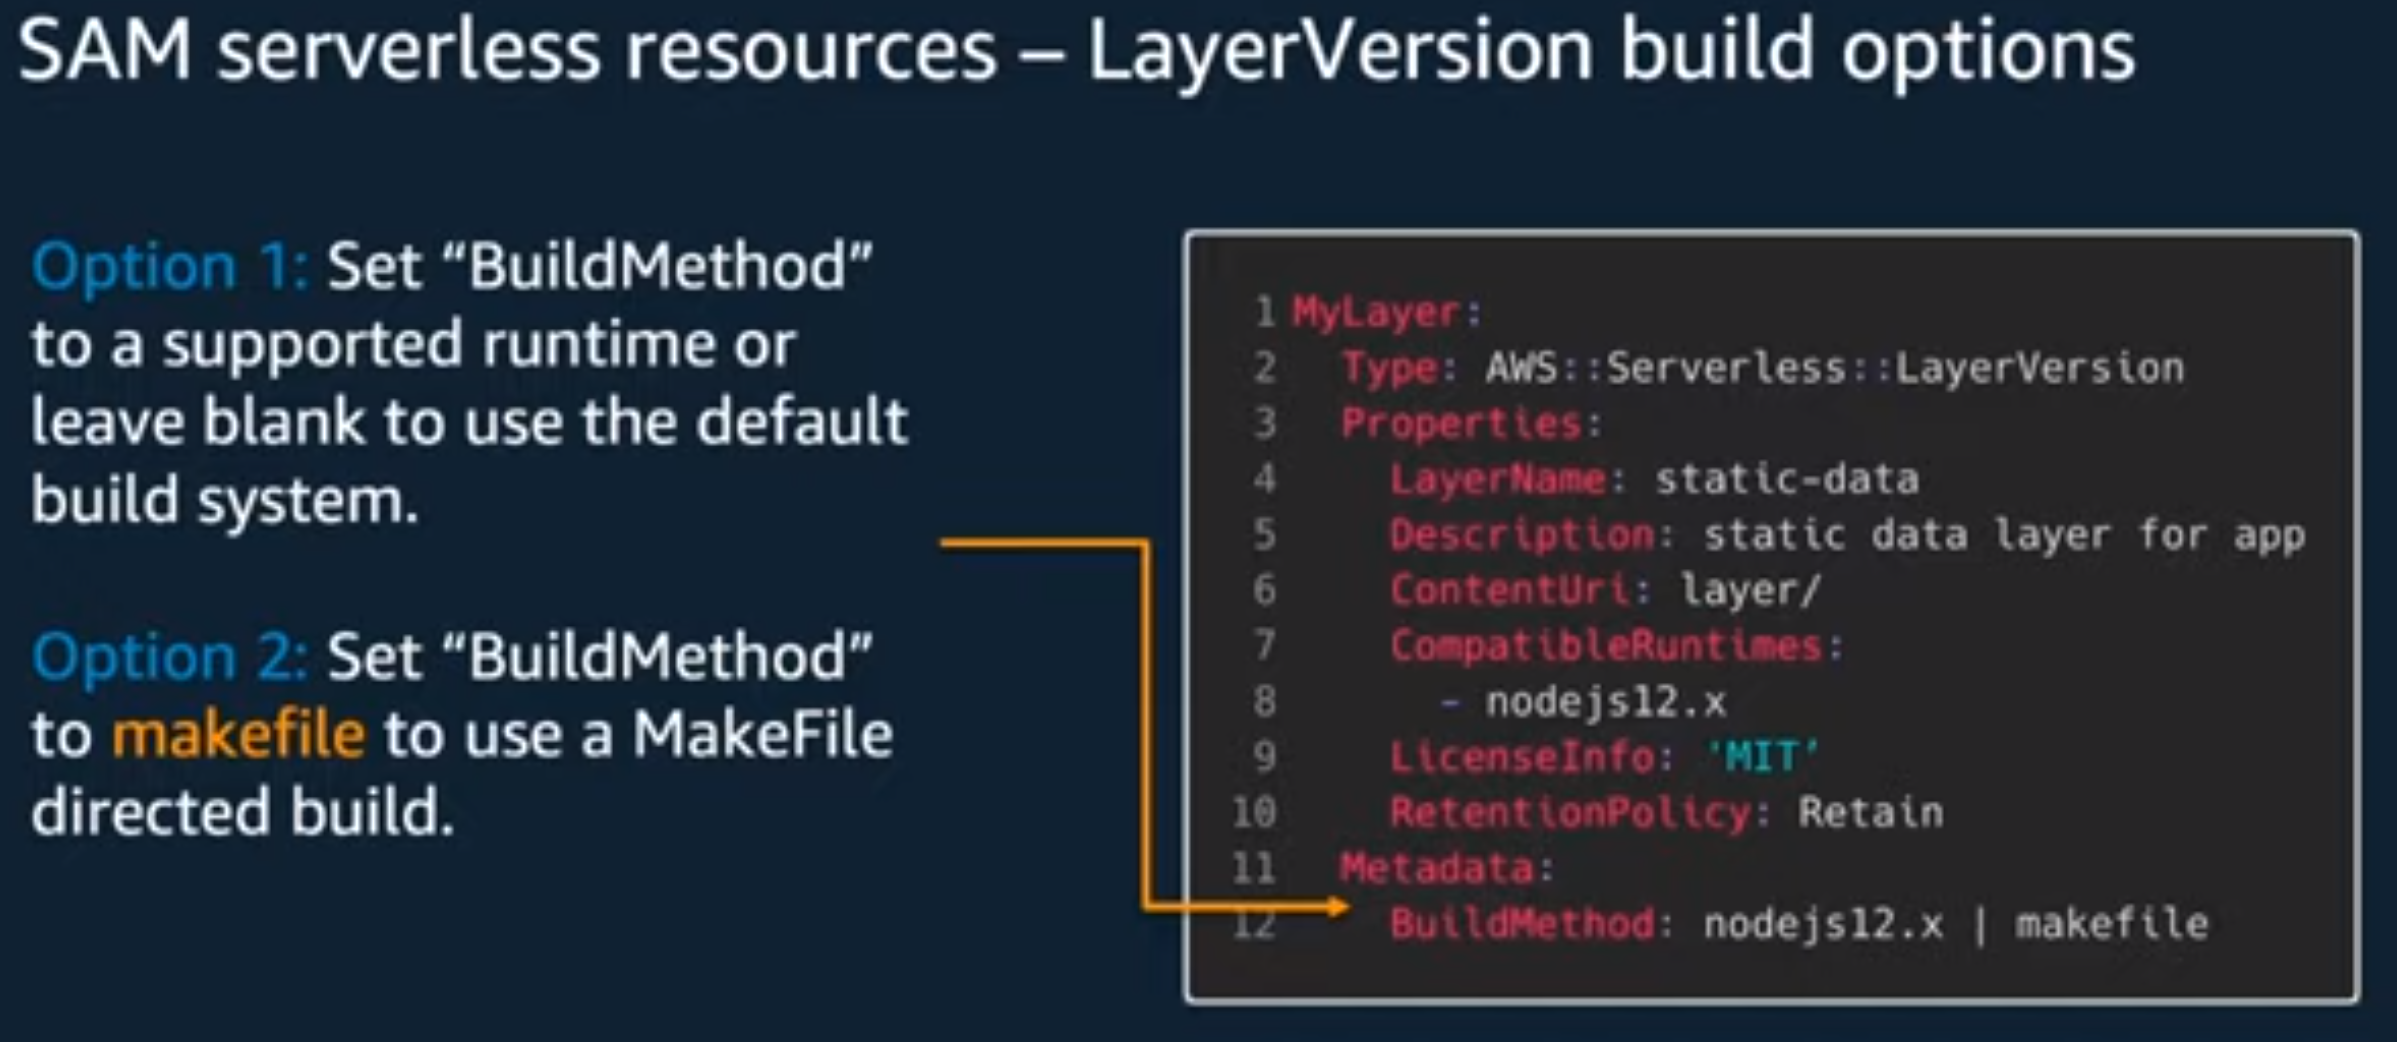 SAM serverless resources – LayerVersion build options
Option 1: Set “BuildMethod”
to a supported runtime or
leave blank to use the default
build system.
Option 2: Set “BuildMethod”
to makefile to use a MakeFile
directed build.
1 MyLayer:
2 Type: AWS::Serverless::LayerVersion
3 Properties:
4 LayerName: static-data
5 Description: static data layer for app
6 ContentUri: layer/
7 CompatibleRuntimes:
8 - nodejs12.x
9 LicenseInfo: 'MIT’
10 RetentionPolicy: Retain
11 Metadata:
12 BuildMethod: nodejs12.x | makefile